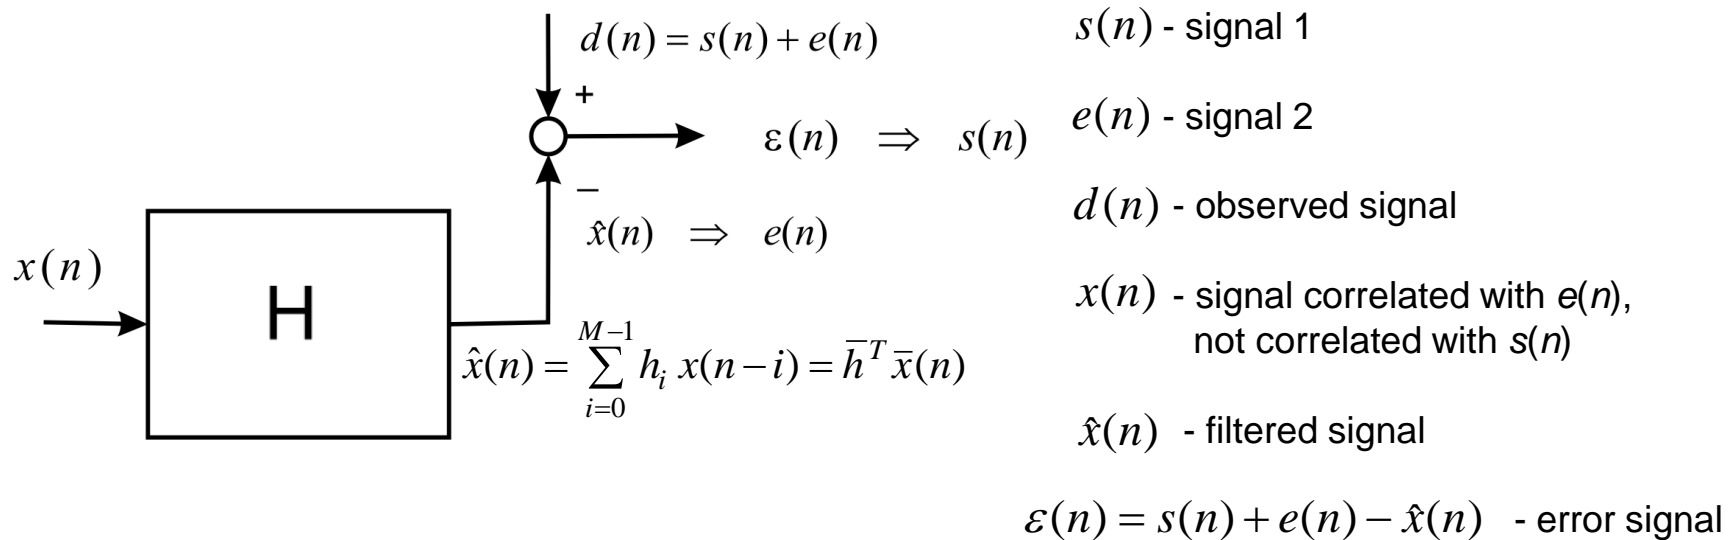 d(n) = s(n) + e(n)
+
ε(n) ⇒ s(n)
−
x̂(n) ⇒ e(n)
x(n)
H
x̂(n) = ∑_{i=0}^{M−1} h_i x(n−i) = h̅^T x̅(n)
s(n) - signal 1
e(n) - signal 2
d(n) - observed signal
x(n) - signal correlated with e(n),
not correlated with s(n)
x̂(n) - filtered signal
ε(n) = s(n) + e(n) − x̂(n) - error signal